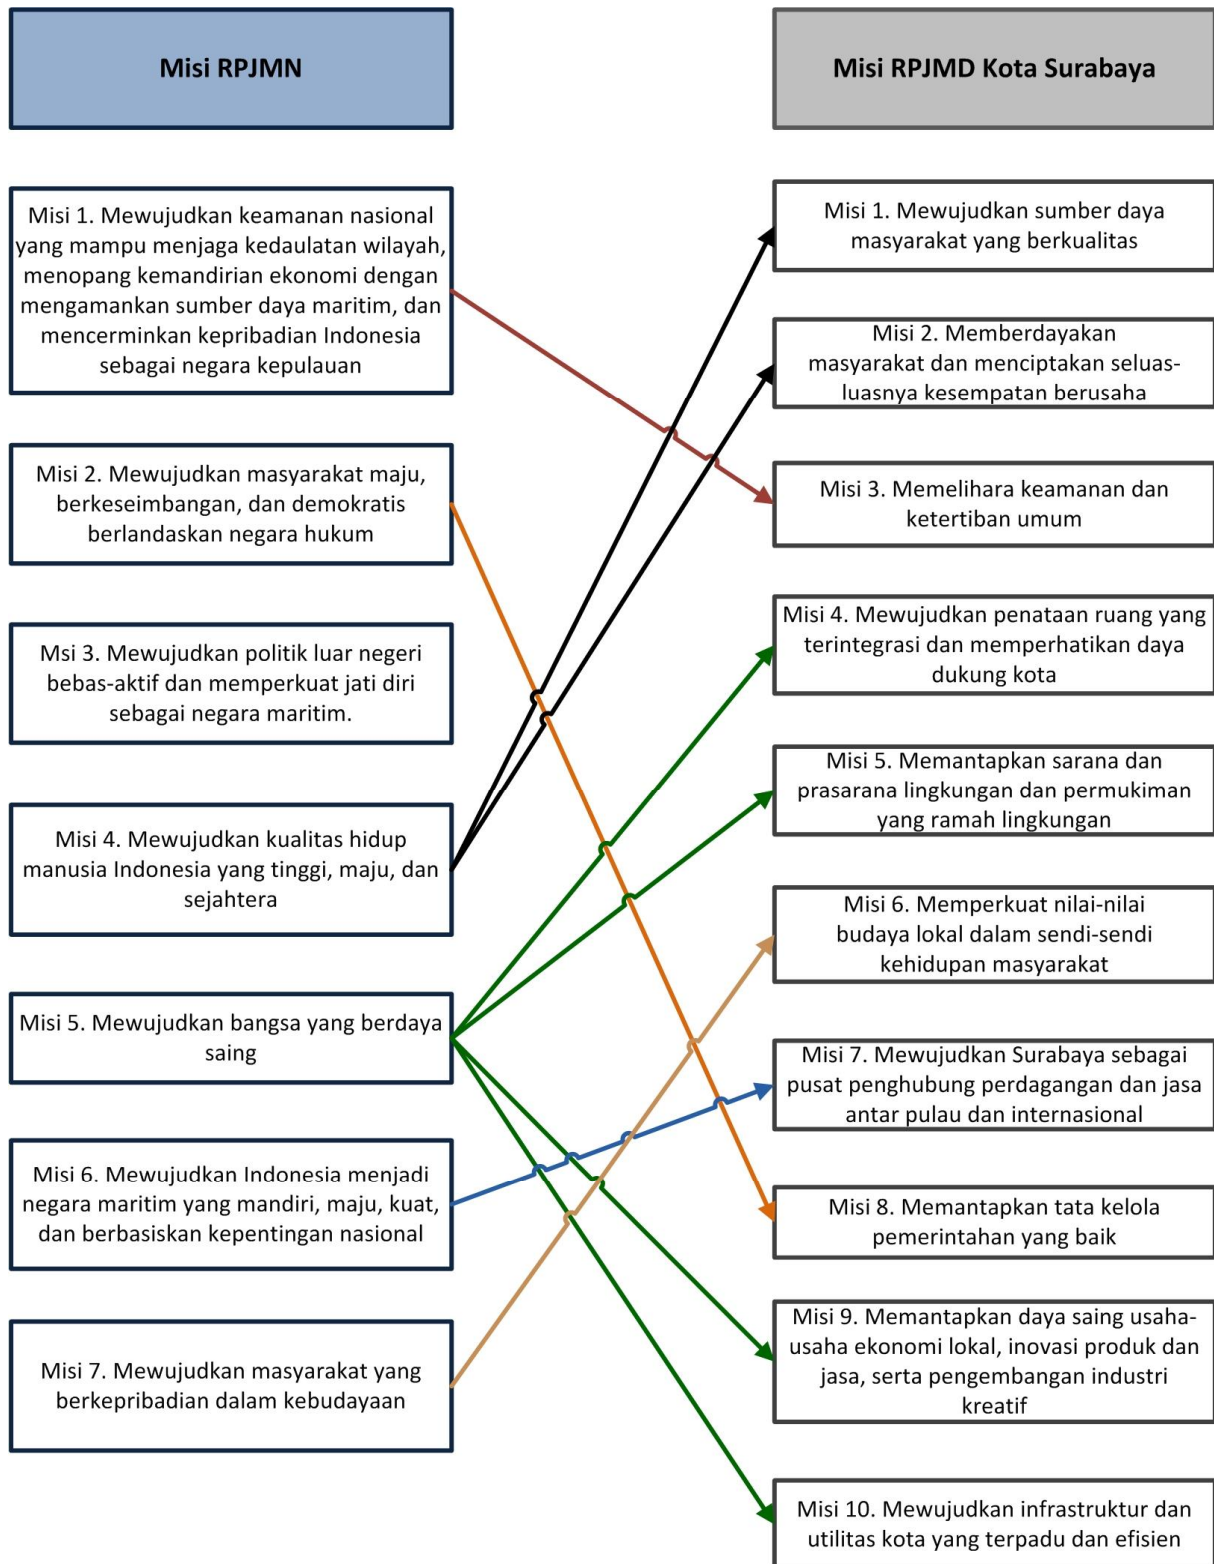 Misi RPJMN
Misi 1. Mewujudkan keamanan nasional
yang mampu menjaga kedaulatan wilayah,
menopang kemandirian ekonomi dengan
mengamankan sumber daya maritim, dan
mencerminkan kepribadian Indonesia
sebagai negara kepulauan
Misi 2. Mewujudkan masyarakat maju,
berkeseimbangan, dan demokratis
berlandaskan negara hukum
Msi 3. Mewujudkan politik luar negeri
bebas-aktif dan memperkuat jati diri
sebagai negara maritim.
Misi 4. Mewujudkan kualitas hidup
manusia Indonesia yang tinggi, maju, dan
sejahtera
Misi 5. Mewujudkan bangsa yang berdaya
saing
Misi 6. Mewujudkan Indonesia menjadi
negara maritim yang mandiri, maju, kuat,
dan berbasiskan kepentingan nasional
Misi 7. Mewujudkan masyarakat yang
berkepribadian dalam kebudayaan
Misi RPJMD Kota Surabaya
Misi 1. Mewujudkan sumber daya
masyarakat yang berkualitas
Misi 2. Memberdayakan
masyarakat dan menciptakan seluas-
luasnya kesempatan berusaha
Misi 3. Memelihara keamanan dan
ketertiban umum
Misi 4. Mewujudkan penataan ruang yang
terintegrasi dan memperhatikan daya
dukung kota
Misi 5. Memantapkan sarana dan
prasarana lingkungan dan permukiman
yang ramah lingkungan
Misi 6. Memperkuat nilai-nilai
budaya lokal dalam sendi-sendi
kehidupan masyarakat
Misi 7. Mewujudkan Surabaya sebagai
pusat penghubung perdagangan dan jasa
antar pulau dan internasional
Misi 8. Memantapkan tata kelola
pemerintahan yang baik
Misi 9. Memantapkan daya saing usaha-
usaha ekonomi lokal, inovasi produk dan
jasa, serta pengembangan industri
kreatif
Misi 10. Mewujudkan infrastruktur dan
utilitas kota yang terpadu dan efisien